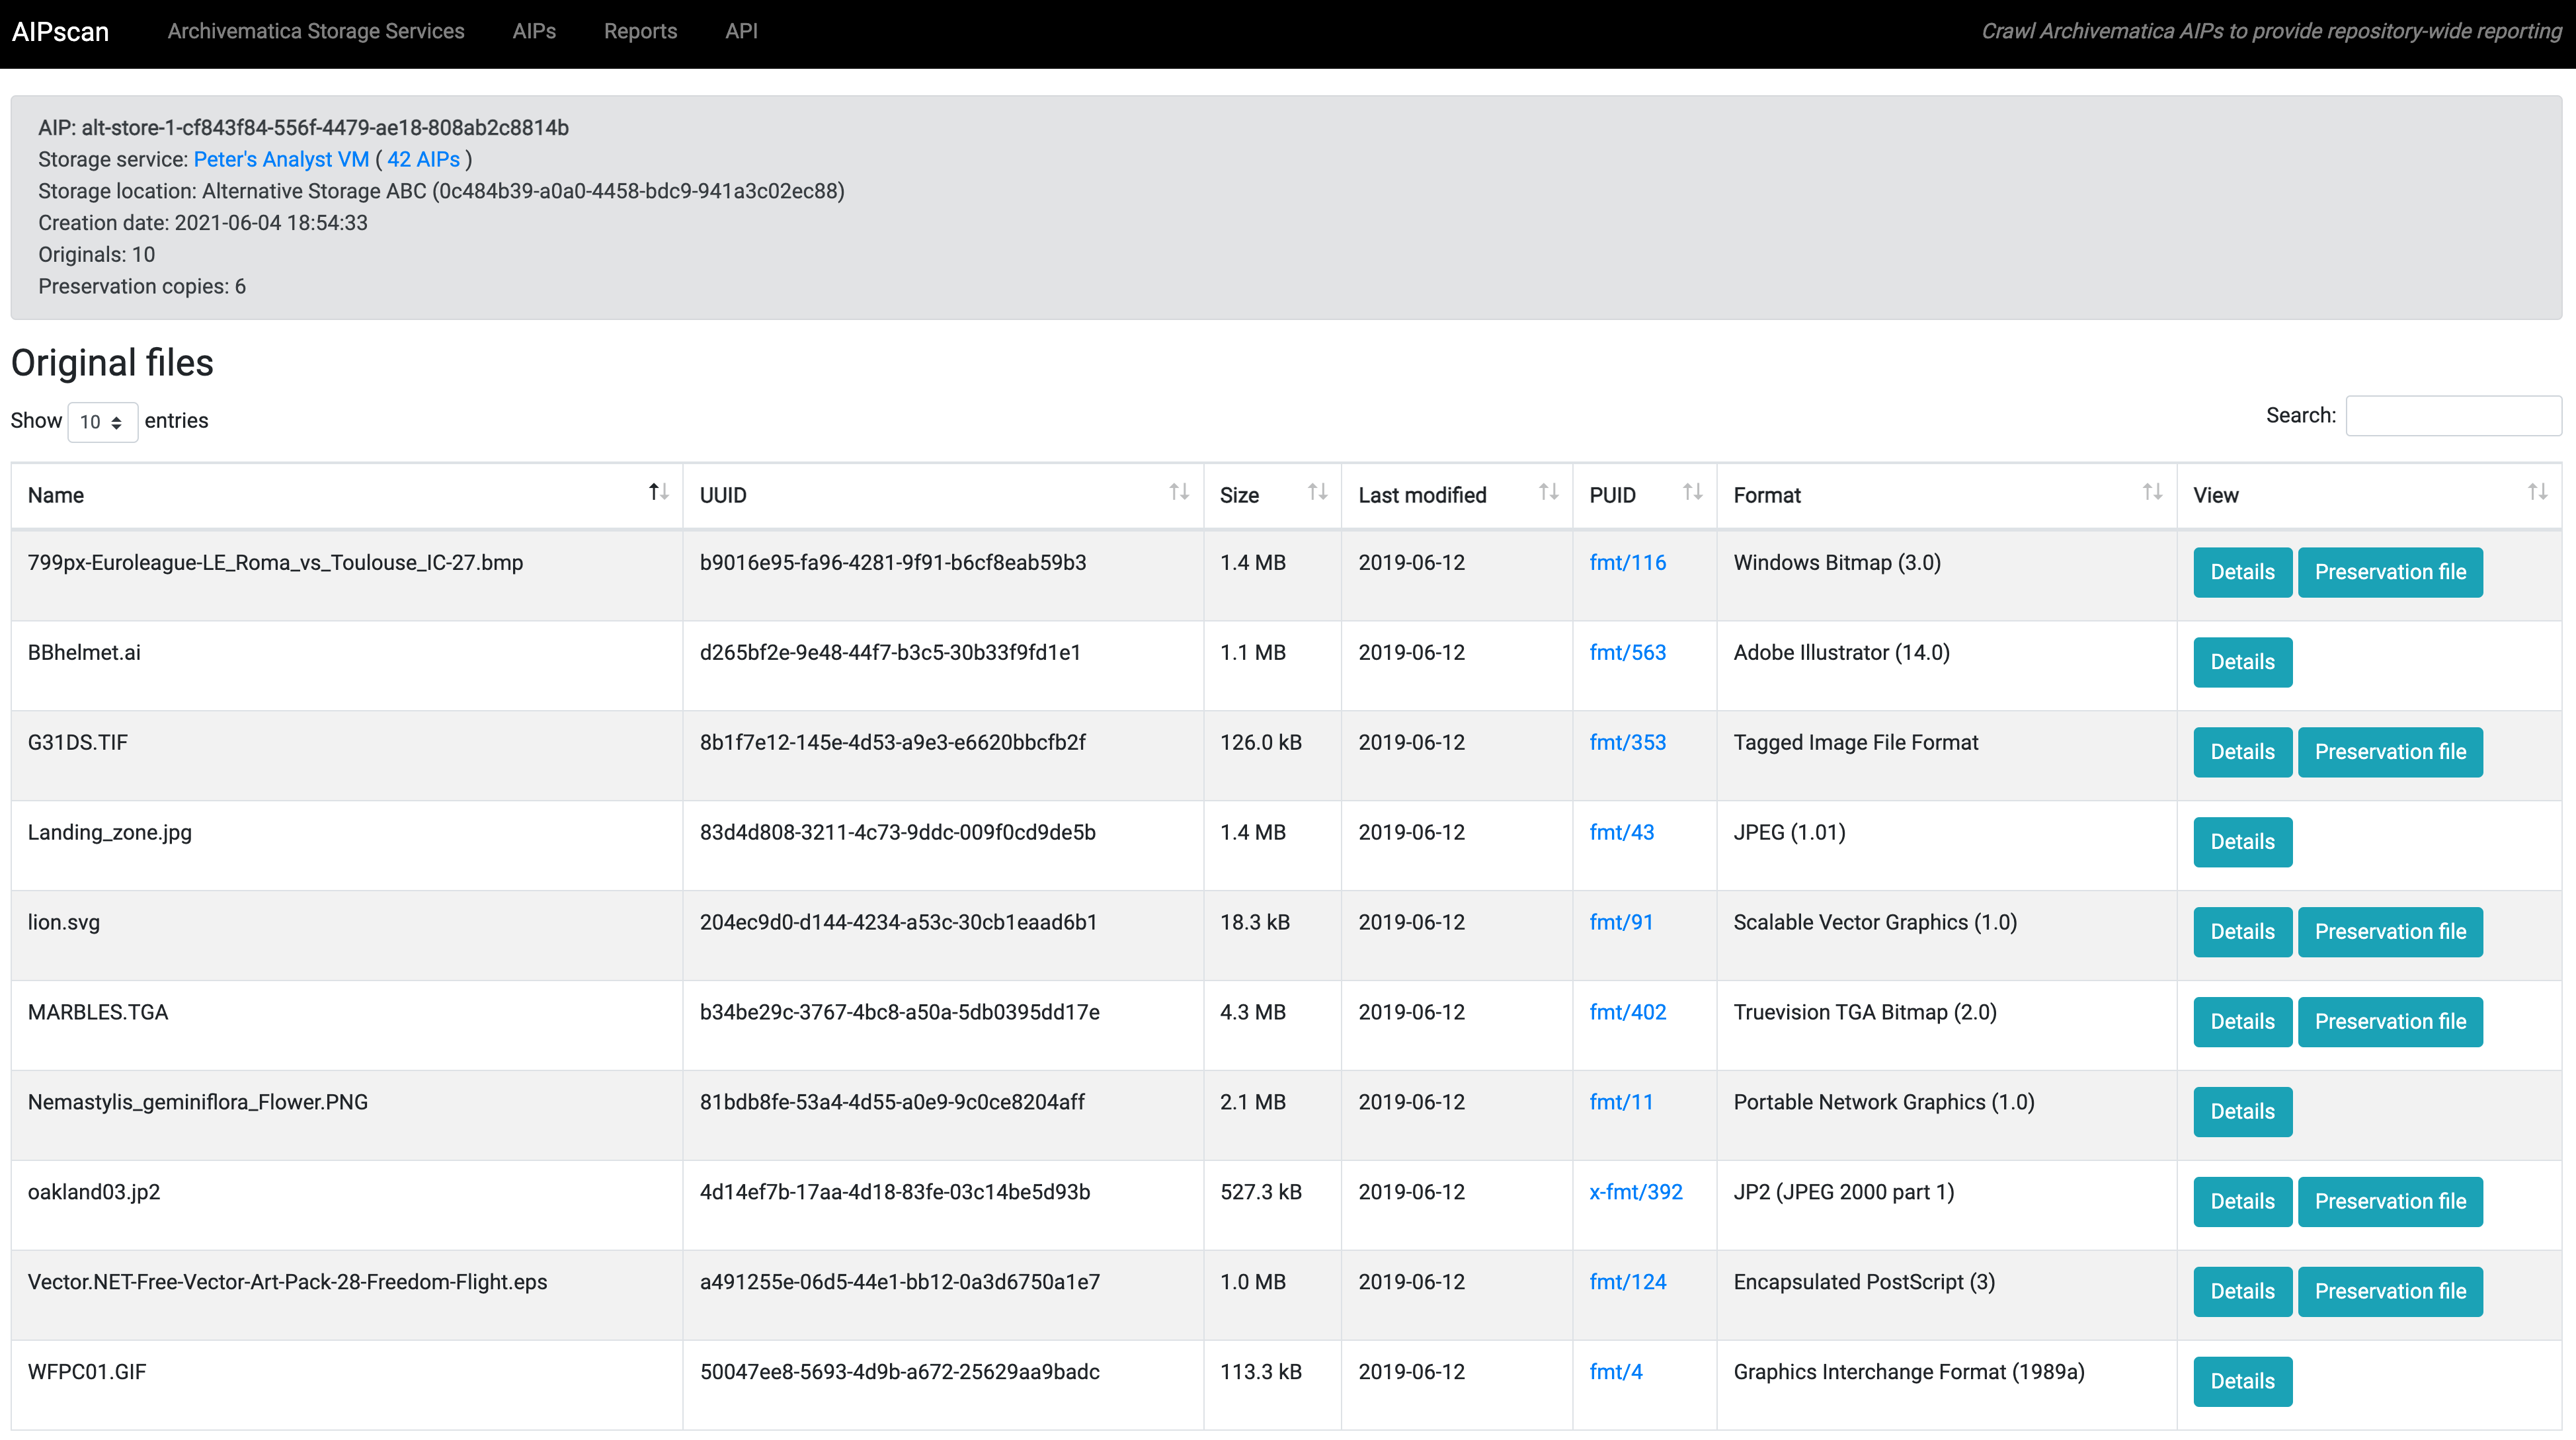 AIPscan Archivematica Storage Services AIPs Reports API Crawl Archivematica AIPs to provide repository-wide reporting
AIP: alt-store-1-cf843f84-556f-4479-ae18-808ab2c8814b
Storage service: Peter's Analyst VM ( 42 AIPs )
Storage location: Alternative Storage ABC (0c484b39-a0a0-4458-bdc9-941a3c02ec88)
Creation date: 2021-06-04 18:54:33
Originals: 10
Preservation copies: 6
Original files
Show 10 entries Search:
Name UUID Size Last modified PUID Format View
799px-Euroleague-LE_Roma_vs_Toulouse_IC-27.bmp b9016e95-fa96-4281-9f91-b6cf8eab59b3 1.4 MB 2019-06-12 fmt/116 Windows Bitmap (3.0) Details Preservation file
BBhelmet.ai d265bf2e-9e48-44f7-b3c5-30b33f9fd1e1 1.1 MB 2019-06-12 fmt/563 Adobe Illustrator (14.0) Details
G31DS.TIF 8b1f7e12-145e-4d53-a9e3-e6620bbcfb2f 126.0 kB 2019-06-12 fmt/353 Tagged Image File Format Details Preservation file
Landing_zone.jpg 83d4d808-3211-4c73-9ddc-009f0cd9de5b 1.4 MB 2019-06-12 fmt/43 JPEG (1.01) Details
lion.svg 204ec9d0-d144-4234-a53c-30cb1eaad6b1 18.3 kB 2019-06-12 fmt/91 Scalable Vector Graphics (1.0) Details Preservation file
MARBLES.TGA b34be29c-3767-4bc8-a50a-5db0395dd17e 4.3 MB 2019-06-12 fmt/402 Truevision TGA Bitmap (2.0) Details Preservation file
Nemastylis_geminiflora_Flower.PNG 81bdb8fe-53a4-4d55-a0e9-9c0ce8204aff 2.1 MB 2019-06-12 fmt/11 Portable Network Graphics (1.0) Details
oakland03.jp2 4d14ef7b-17aa-4d18-83fe-03c14be5d93b 527.3 kB 2019-06-12 x-fmt/392 JP2 (JPEG 2000 part 1) Details Preservation file
Vector.NET-Free-Vector-Art-Pack-28-Freedom-Flight.eps a491255e-06d5-44e1-bb12-0a3d6750a1e7 1.0 MB 2019-06-12 fmt/124 Encapsulated PostScript (3) Details Preservation file
WFPC01.GIF 50047ee8-5693-4d9b-a672-25629aa9badc 113.3 kB 2019-06-12 fmt/4 Graphics Interchange Format (1989a) Details